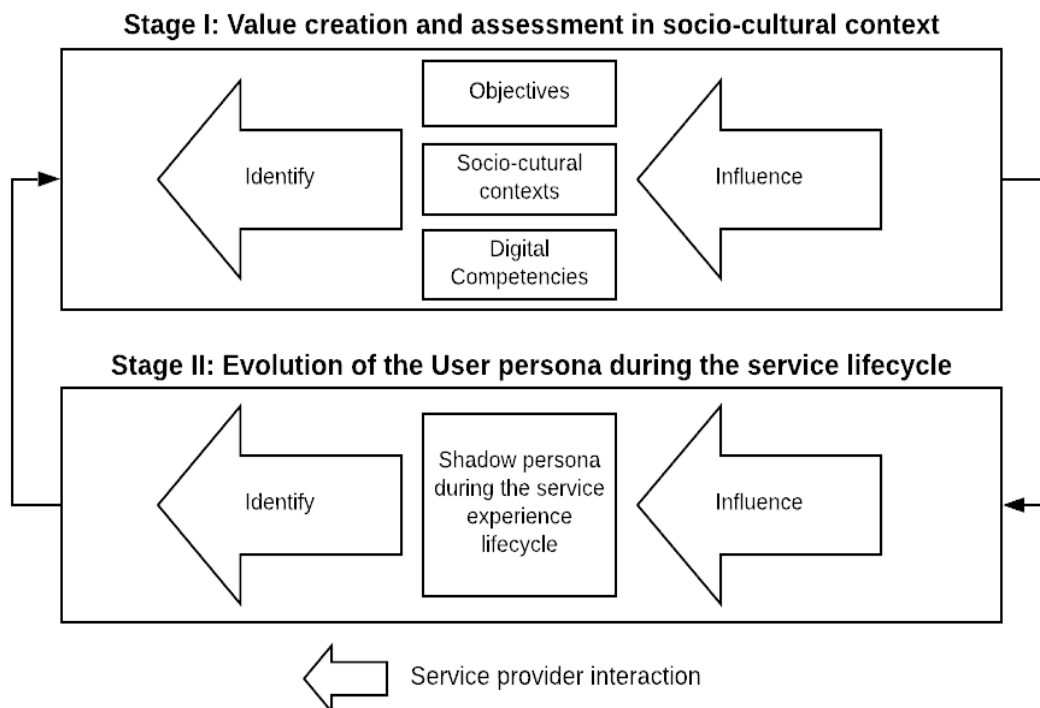 Stage I: Value creation and assessment in socio-cultural context
Objectives
Identify
Socio-cutural
contexts
Influence
Digital
Competencies
Stage II: Evolution of the User persona during the service lifecycle
Identify
Shadow persona
during the service
experience
lifecycle
Influence
Service provider interaction